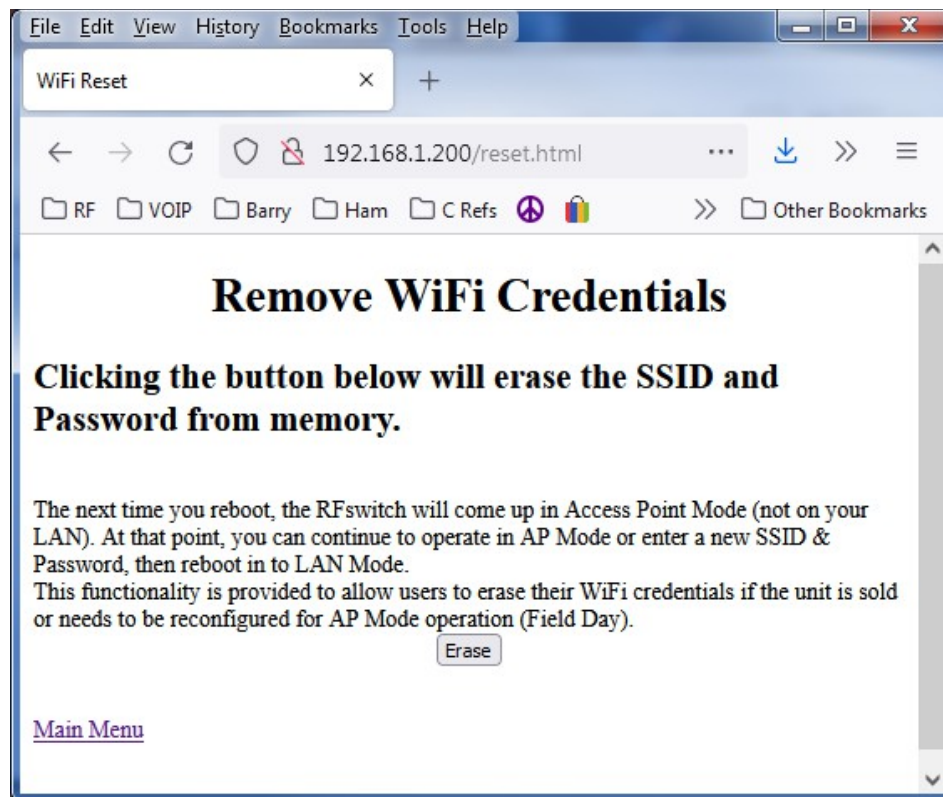 File Edit View History Bookmarks Tools Help
WiFi Reset
192.168.1.200/reset.html
RF VOIP Barry Ham C Refs Other Bookmarks
Remove WiFi Credentials
Clicking the button below will erase the SSID and
Password from memory.
The next time you reboot, the RFswitch will come up in Access Point Mode (not on your
LAN). At that point, you can continue to operate in AP Mode or enter a new SSID &
Password, then reboot in to LAN Mode.
This functionality is provided to allow users to erase their WiFi credentials if the unit is sold
or needs to be reconfigured for AP Mode operation (Field Day).
Erase
Main Menu